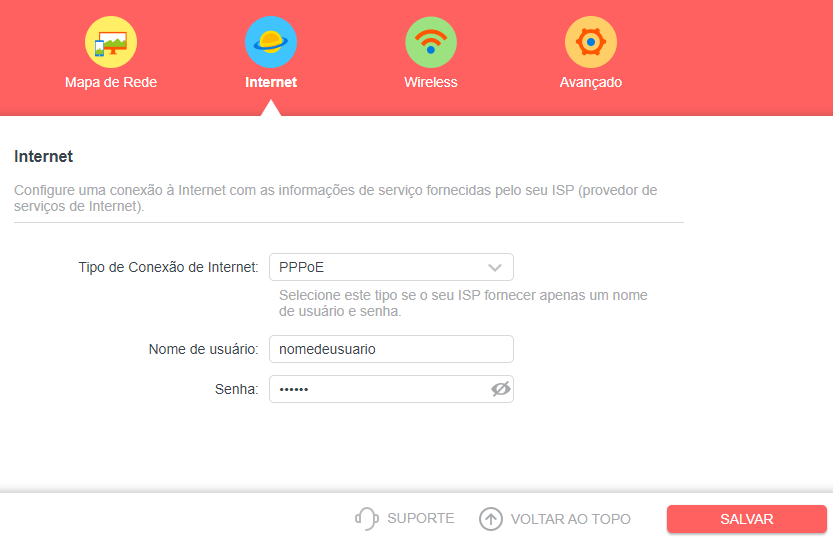 Mapa de Rede
Internet
Wireless
Avançado
Internet
Configure uma conexão à Internet com as informações de serviço fornecidas pelo seu ISP (provedor de
serviços de Internet).
Tipo de Conexão de Internet: PPPoE
Selecione este tipo se o seu ISP fornecer apenas um nome
de usuário e senha.
Nome de usuário: nomedeusuario
Senha: ••••••
SUPORTE
VOLTAR AO TOPO
SALVAR